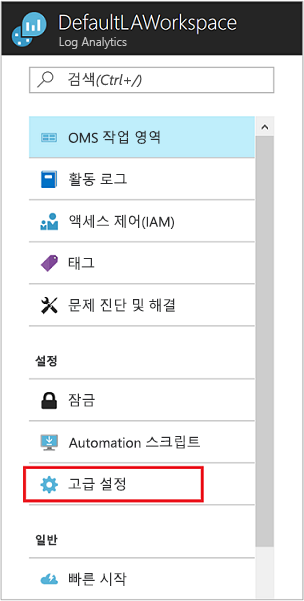 DefaultLAWorkspace
Log Analytics
검색(Ctrl+/)
OMS 작업 영역
활동 로그
액세스 제어(IAM)
태그
문제 진단 및 해결
설정
잠금
Automation 스크립트
고급 설정
일반
빠른 시작